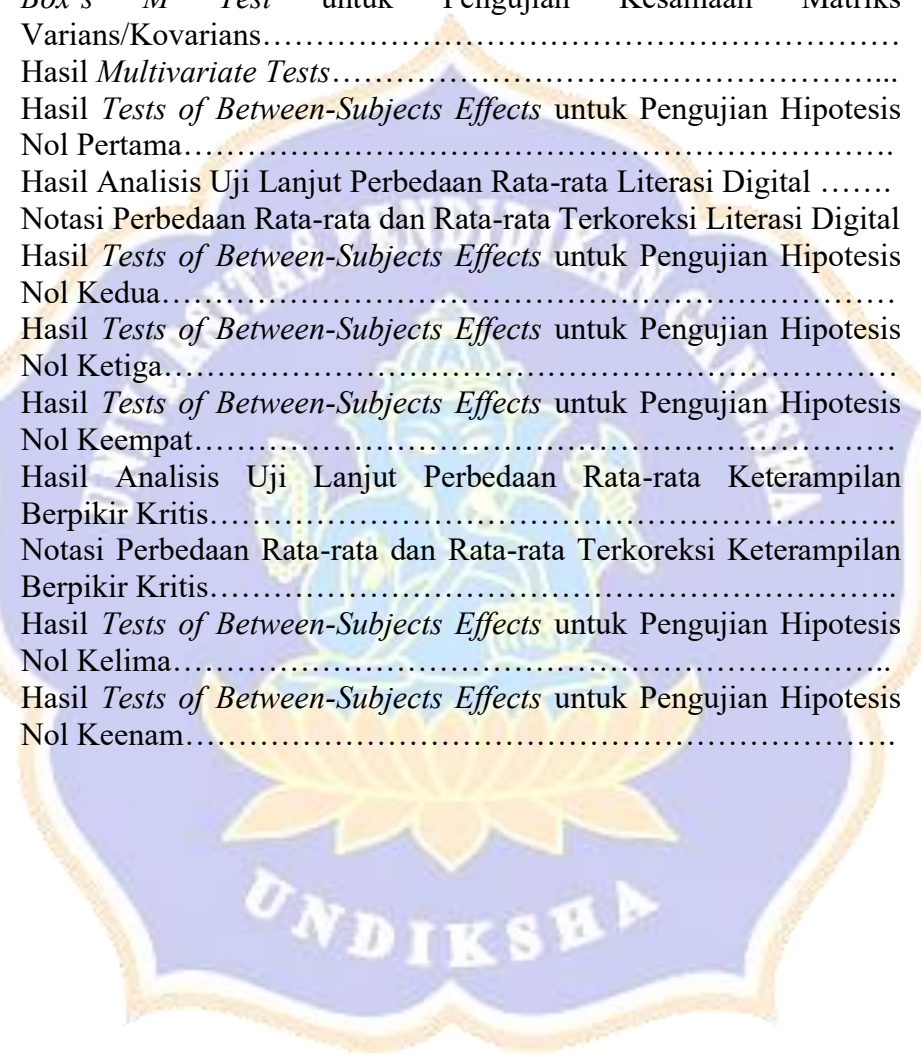 Box's M Test untuk Pengujian Kesamaan Matriks
Varians/Kovarians……………………………………………………
Hasil Multivariate Tests……………………………………………...
Hasil Tests of Between-Subjects Effects untuk Pengujian Hipotesis
Nol Pertama………………………………………………………….
Hasil Analisis Uji Lanjut Perbedaan Rata-rata Literasi Digital …….
Notasi Perbedaan Rata-rata dan Rata-rata Terkoreksi Literasi Digital
Hasil Tests of Between-Subjects Effects untuk Pengujian Hipotesis
Nol Kedua……………………………………………………………
Hasil Tests of Between-Subjects Effects untuk Pengujian Hipotesis
Nol Ketiga……………………………………………………………
Hasil Tests of Between-Subjects Effects untuk Pengujian Hipotesis
Nol Keempat…………………………………………………………
Hasil Analisis Uji Lanjut Perbedaan Rata-rata Keterampilan
Berpikir Kritis………………………………………………………..
Notasi Perbedaan Rata-rata dan Rata-rata Terkoreksi Keterampilan
Berpikir Kritis………………………………………………………..
Hasil Tests of Between-Subjects Effects untuk Pengujian Hipotesis
Nol Kelima…………………………………………………………..
Hasil Tests of Between-Subjects Effects untuk Pengujian Hipotesis
Nol Keenam………………………………………………………….
UNIVERSITAS PENDIDIKAN GANESHA
UNDIKSHA